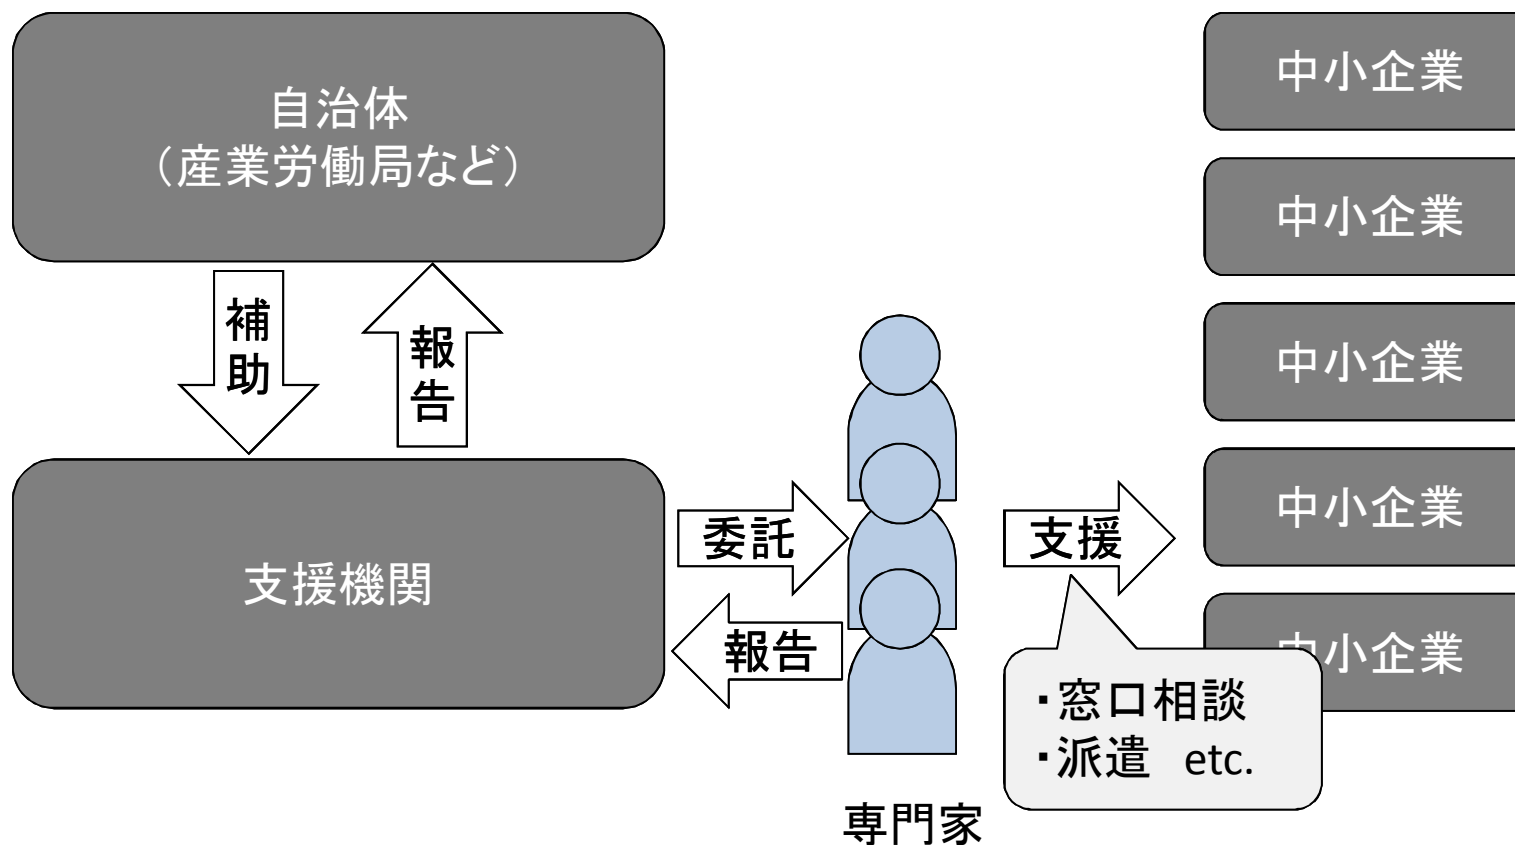 自治体
（産業労働局など）
補助
報告
支援機関
委託
報告
専門家
支援
・窓口相談
・派遣　etc.
中小企業
中小企業
中小企業
中小企業
中小企業